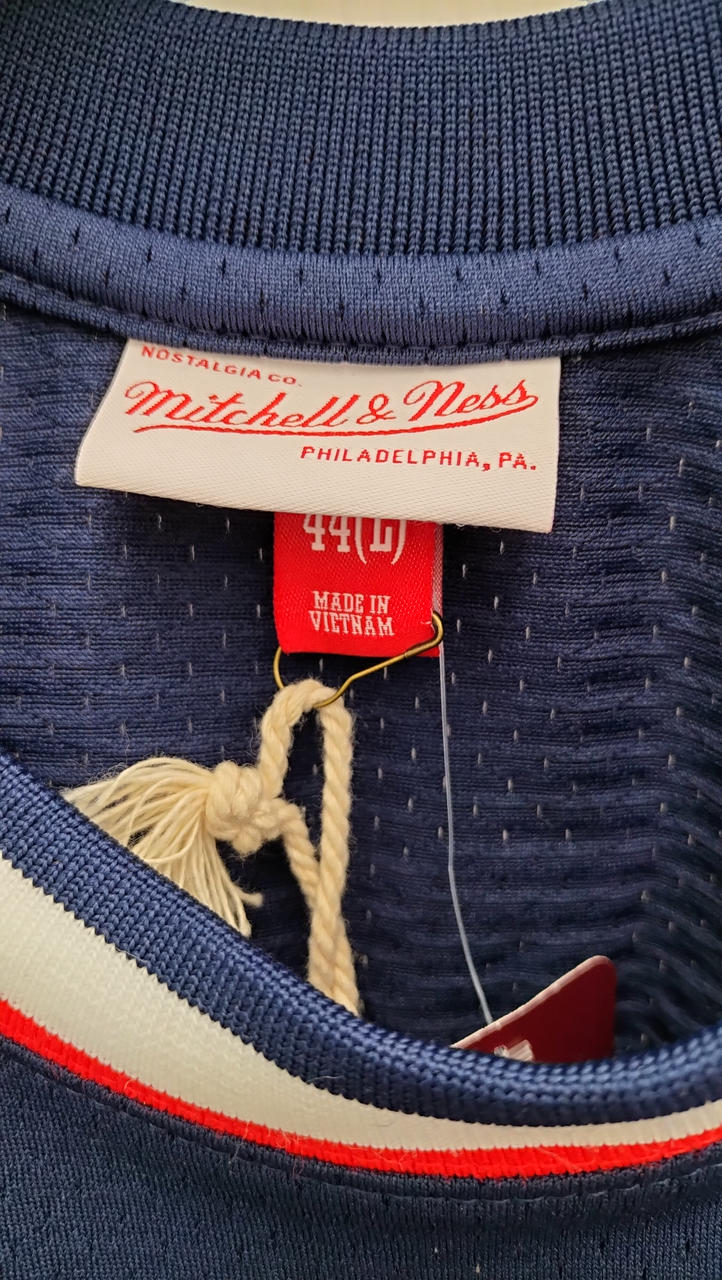 NOSTALGIA CO.
Mitchell & Ness
PHILADELPHIA, PA.
44(L)
MADE IN
VIETNAM